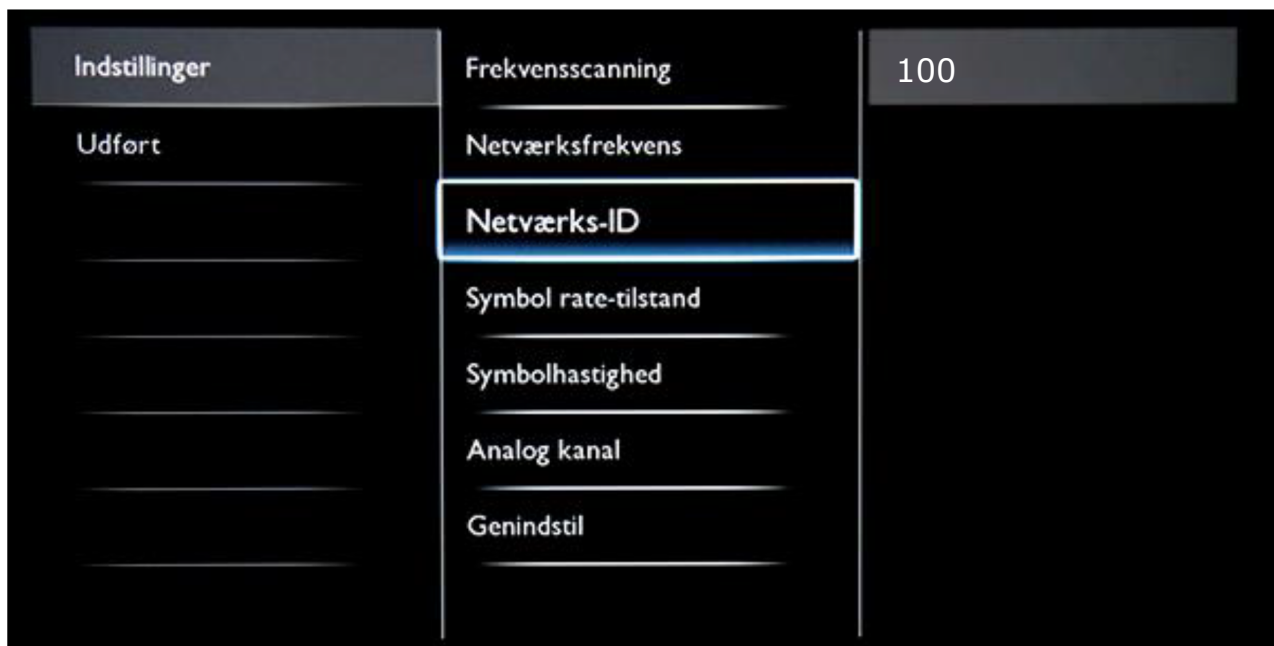 Indstillinger
Udført
Frekvensscanning
Netværksfrekvens
Netværks-ID
Symbol rate-tilstand
Symbolhastighed
Analog kanal
Genindstil
100